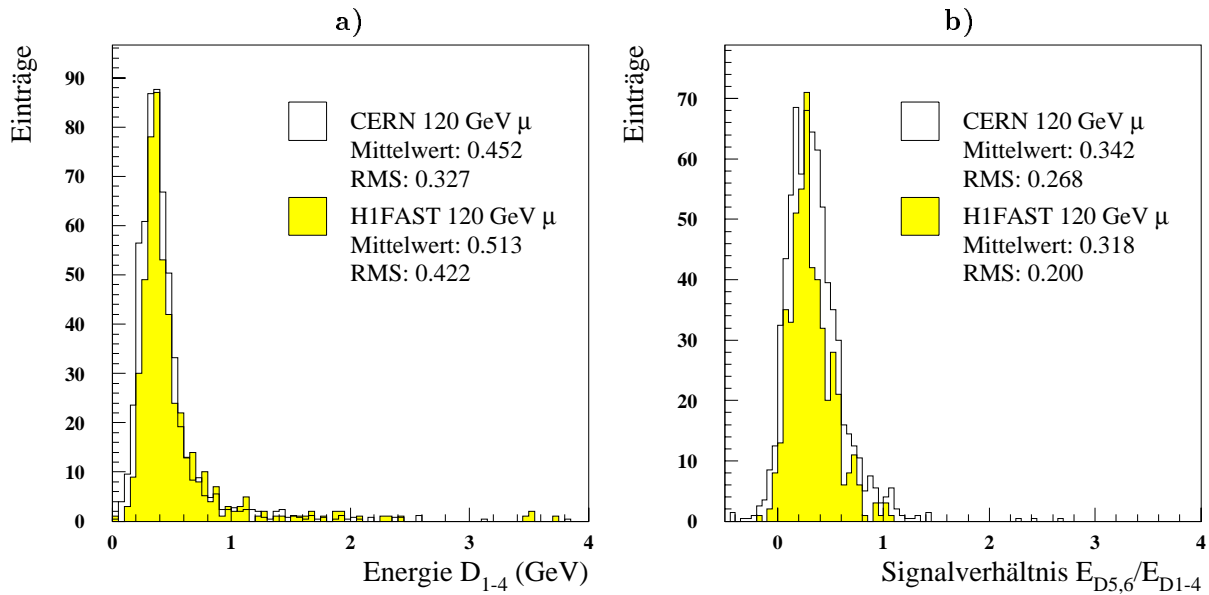 a)
Einträge
90
80
70
60
50
40
30
20
10
0
CERN 120 GeV μ
Mittelwert: 0.452
RMS: 0.327
H1FAST 120 GeV μ
Mittelwert: 0.513
RMS: 0.422
0 1 2 3 4
Energie D1-4 (GeV)
b)
Einträge
70
60
50
40
30
20
10
0
CERN 120 GeV μ
Mittelwert: 0.342
RMS: 0.268
H1FAST 120 GeV μ
Mittelwert: 0.318
RMS: 0.200
0 1 2 3 4
Signalverhältnis ED5,6/ED1-4